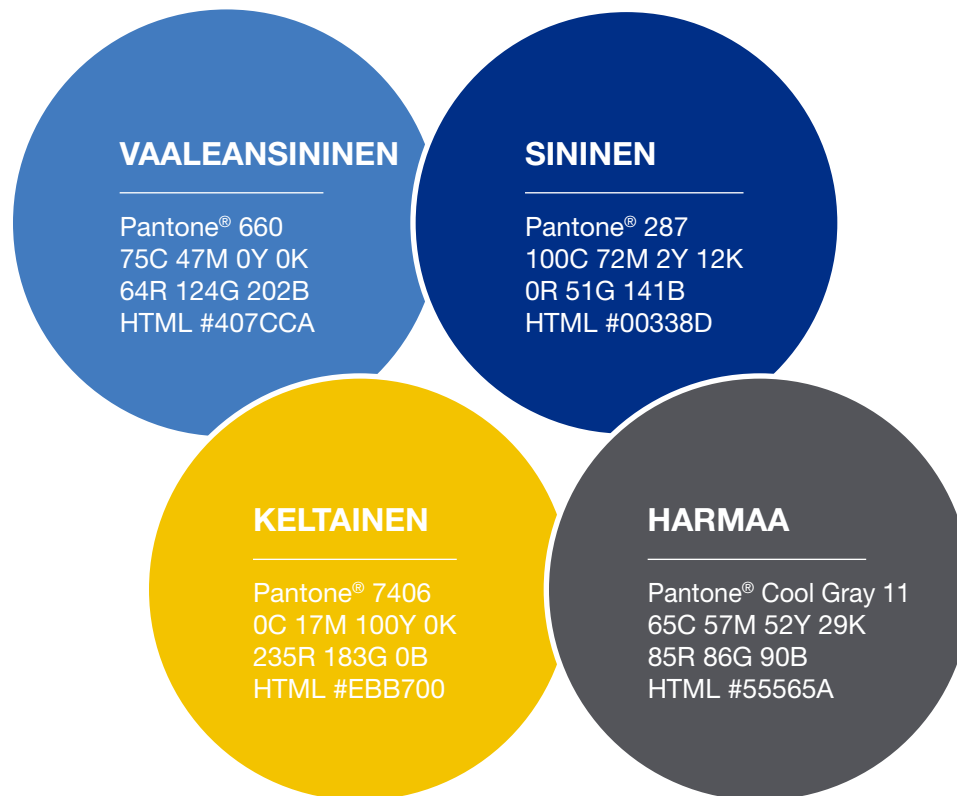 VAALEANSININEN
Pantone® 660
75C 47M 0Y 0K
64R 124G 202B
HTML #407CCA
SININEN
Pantone® 287
100C 72M 2Y 12K
0R 51G 141B
HTML #00338D
KELTAINEN
Pantone® 7406
0C 17M 100Y 0K
235R 183G 0B
HTML #EBB700
HARMAA
Pantone® Cool Gray 11
65C 57M 52Y 29K
85R 86G 90B
HTML #55565A